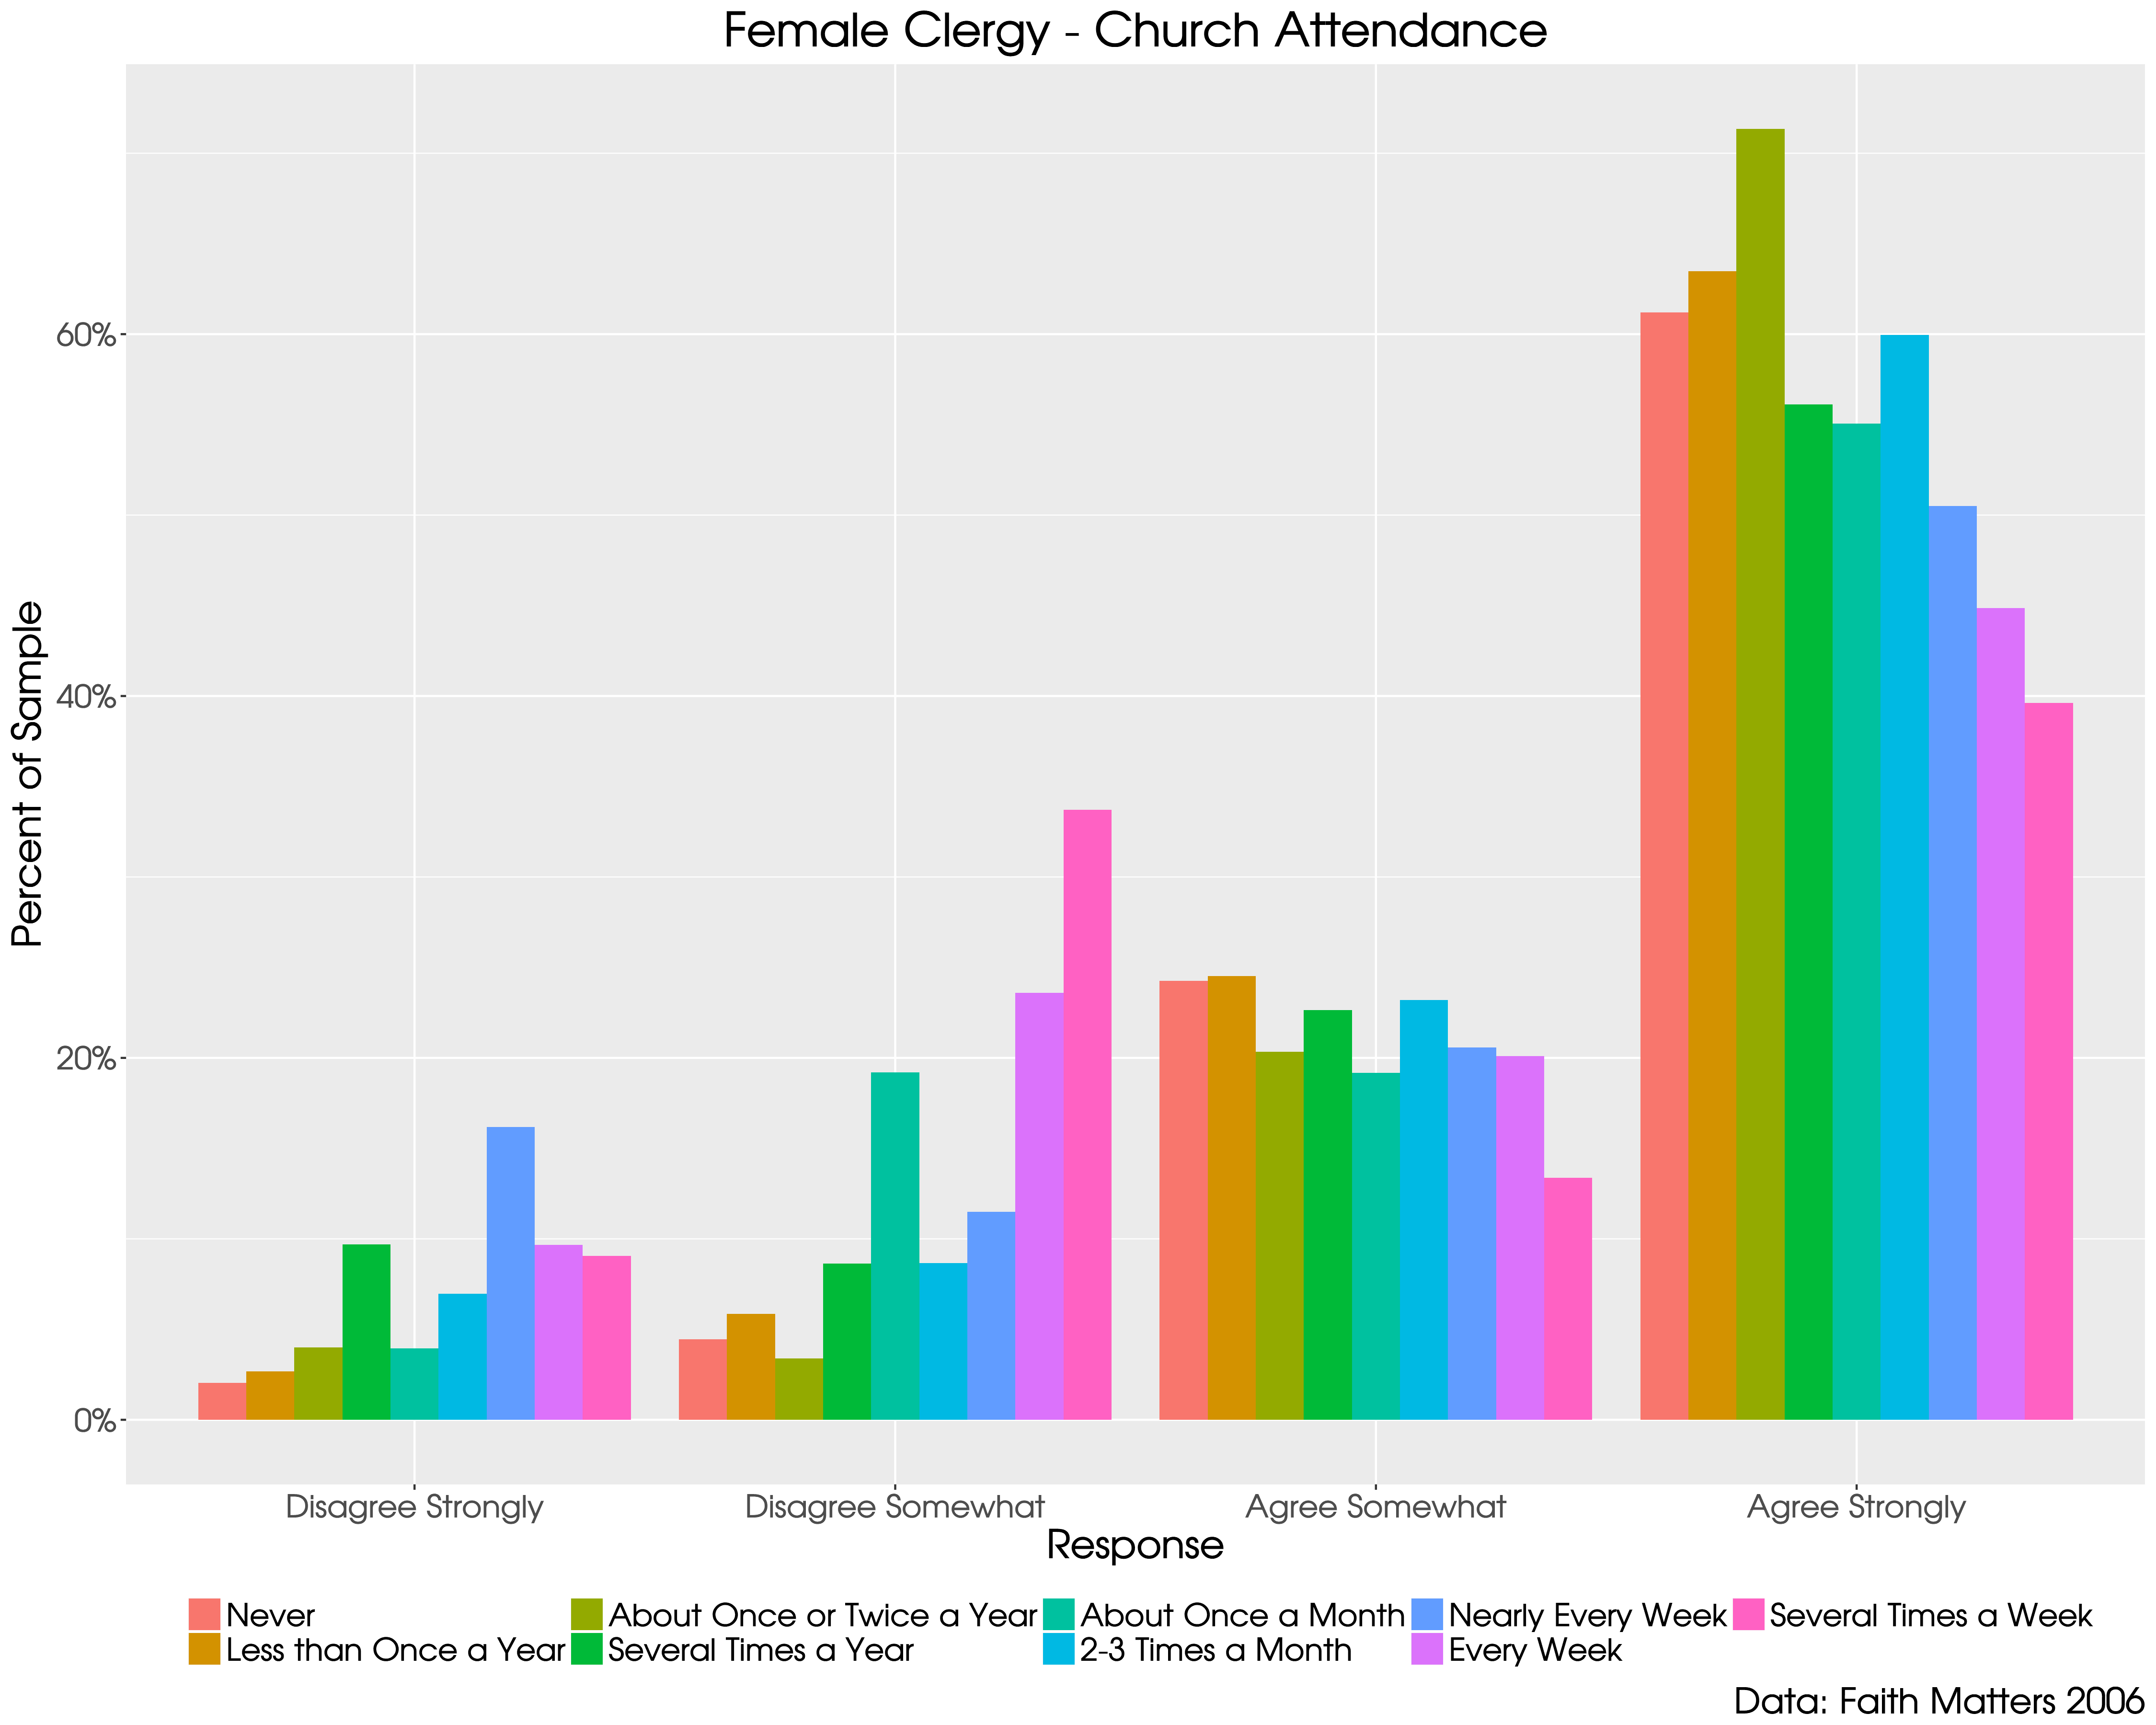 Female Clergy - Church Attendance
Percent of Sample
60%
40%
20%
0%
Disagree Strongly Disagree Somewhat Agree Somewhat Agree Strongly
Response
Never About Once or Twice a Year About Once a Month Nearly Every Week Several Times a Week
Less than Once a Year Several Times a Year 2-3 Times a Month Every Week
Data: Faith Matters 2006